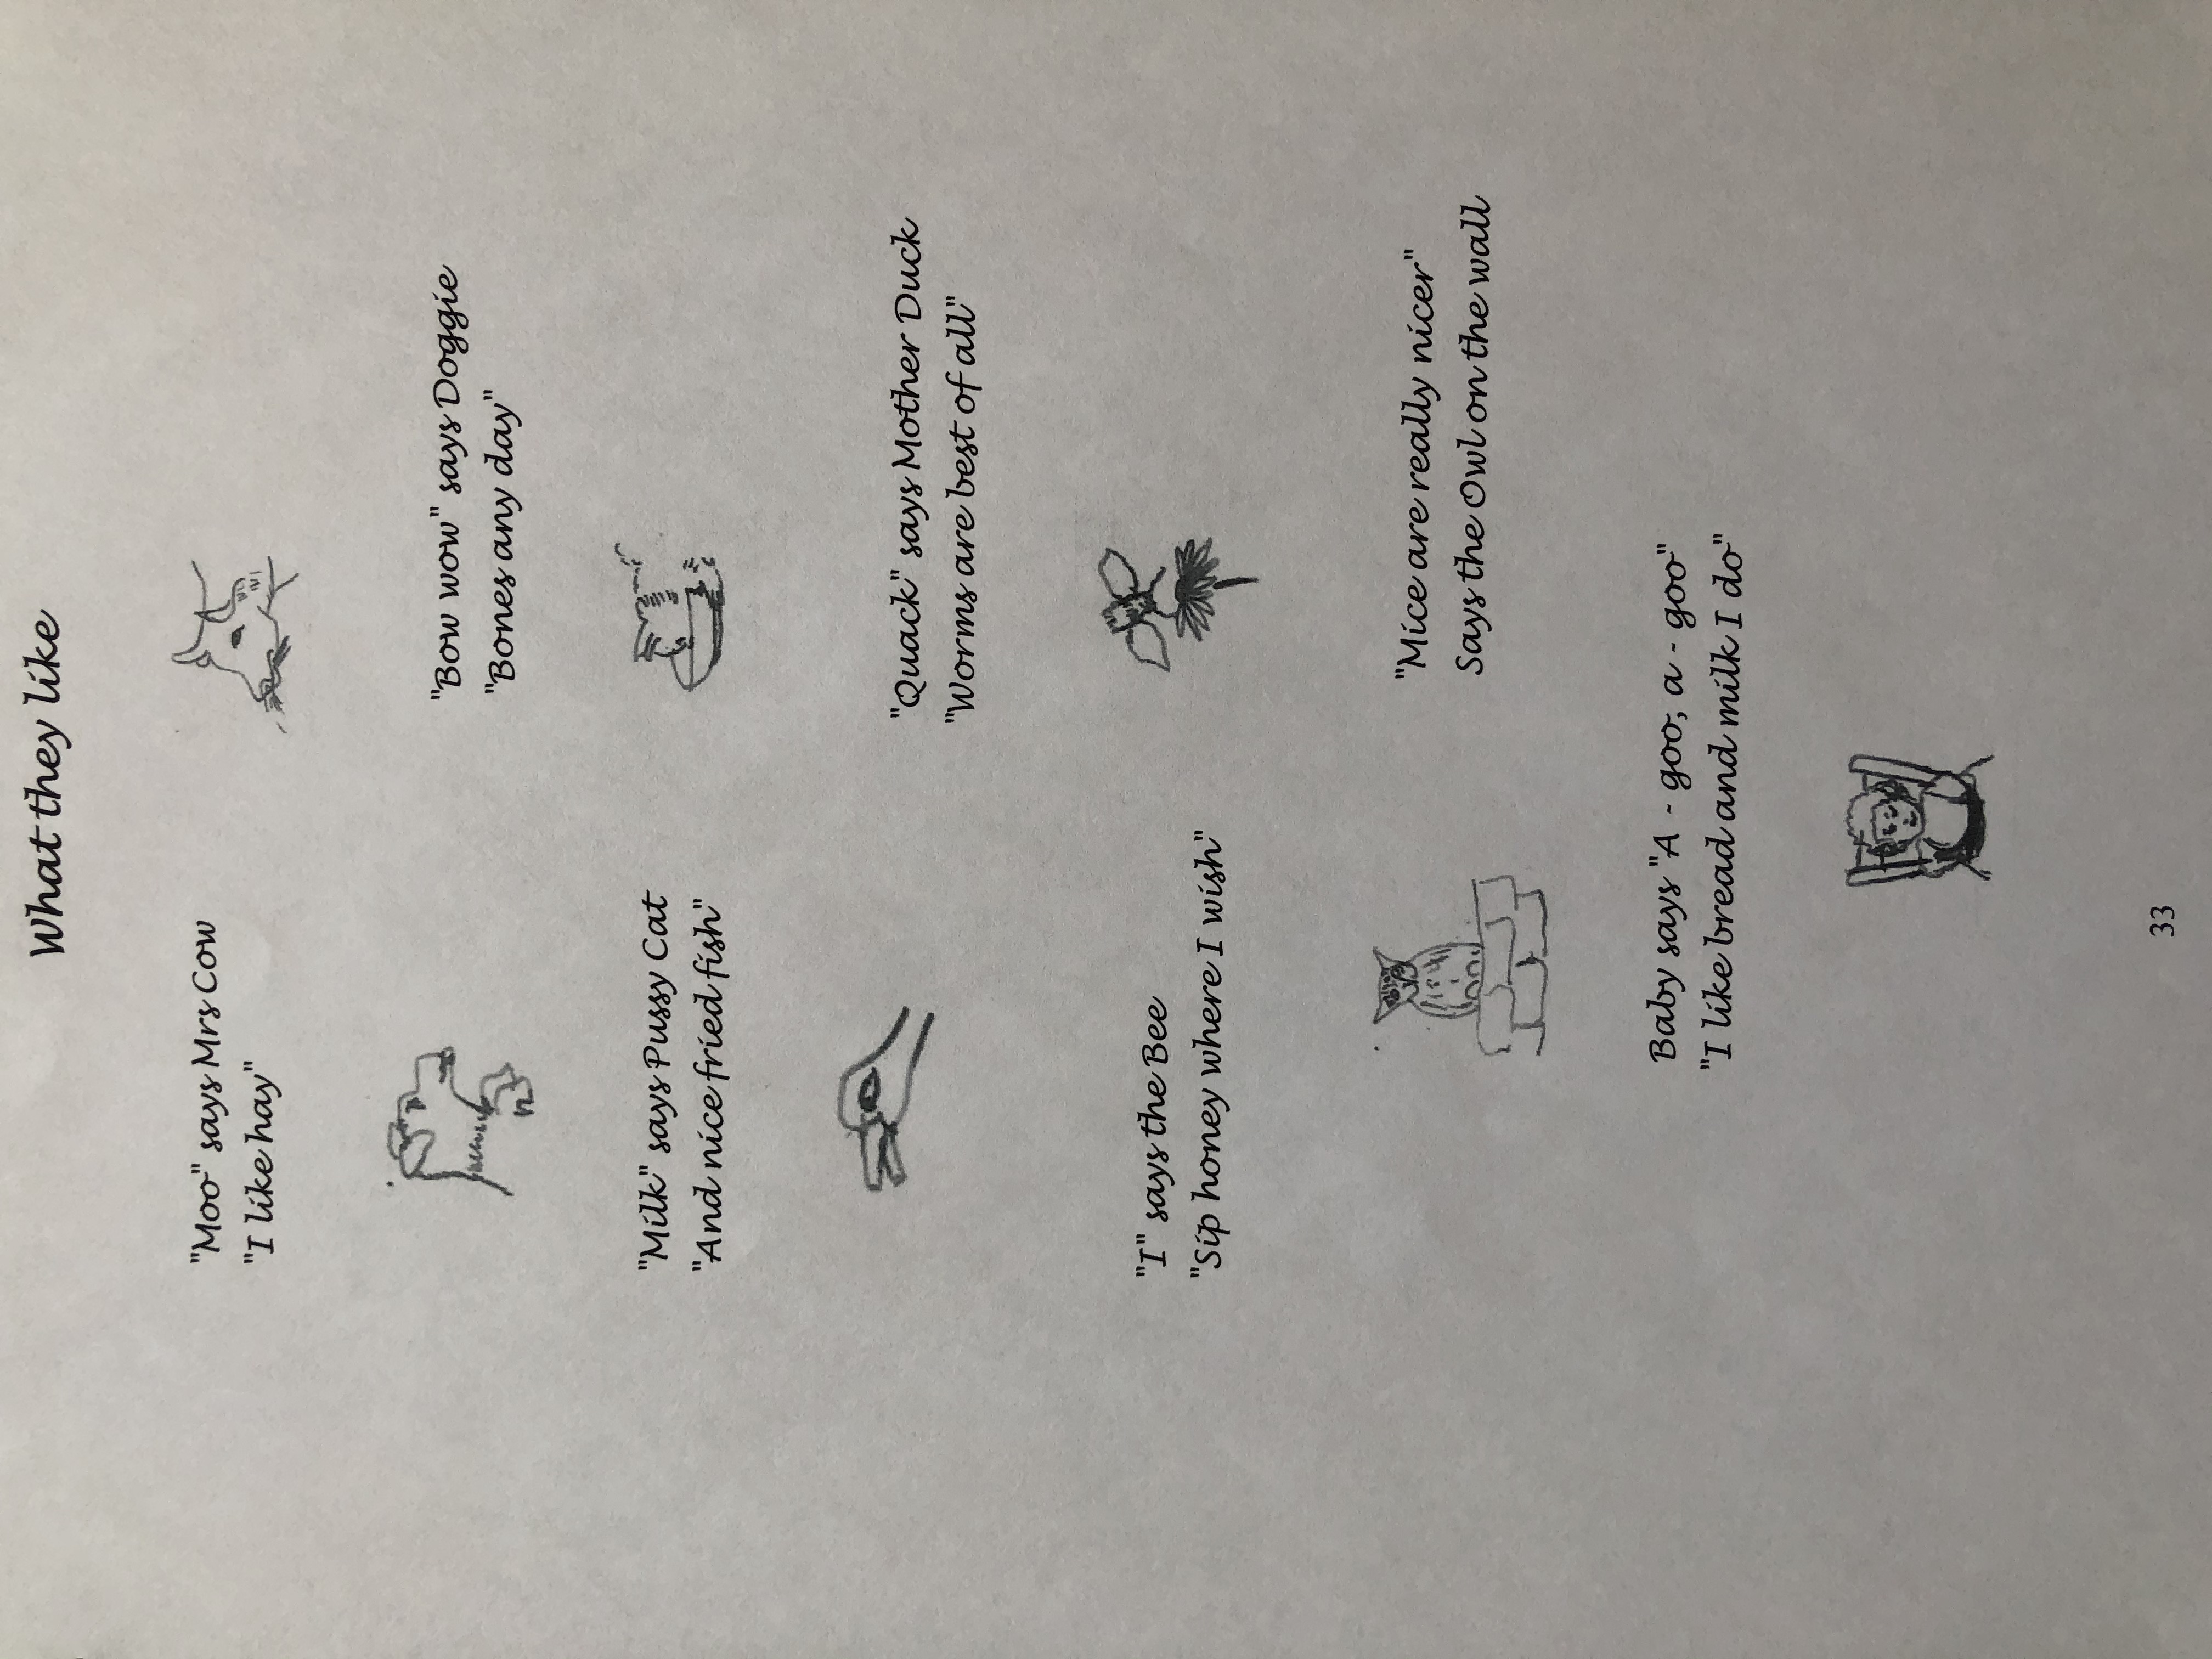 What they like
"Moo" says Mrs Cow
"I like hay"
"Bow wow" says Doggie
"Bones any day"
"Milk" says Pussy Cat
"And nice fried fish"
"Quack" says Mother Duck
"Worms are best of all"
"I" says the Bee
"Sip honey where I wish"
"Mice are really nicer"
Says the Owl on the wall
Baby says "A - goo, a - goo"
"I like bread and milk I do"
33